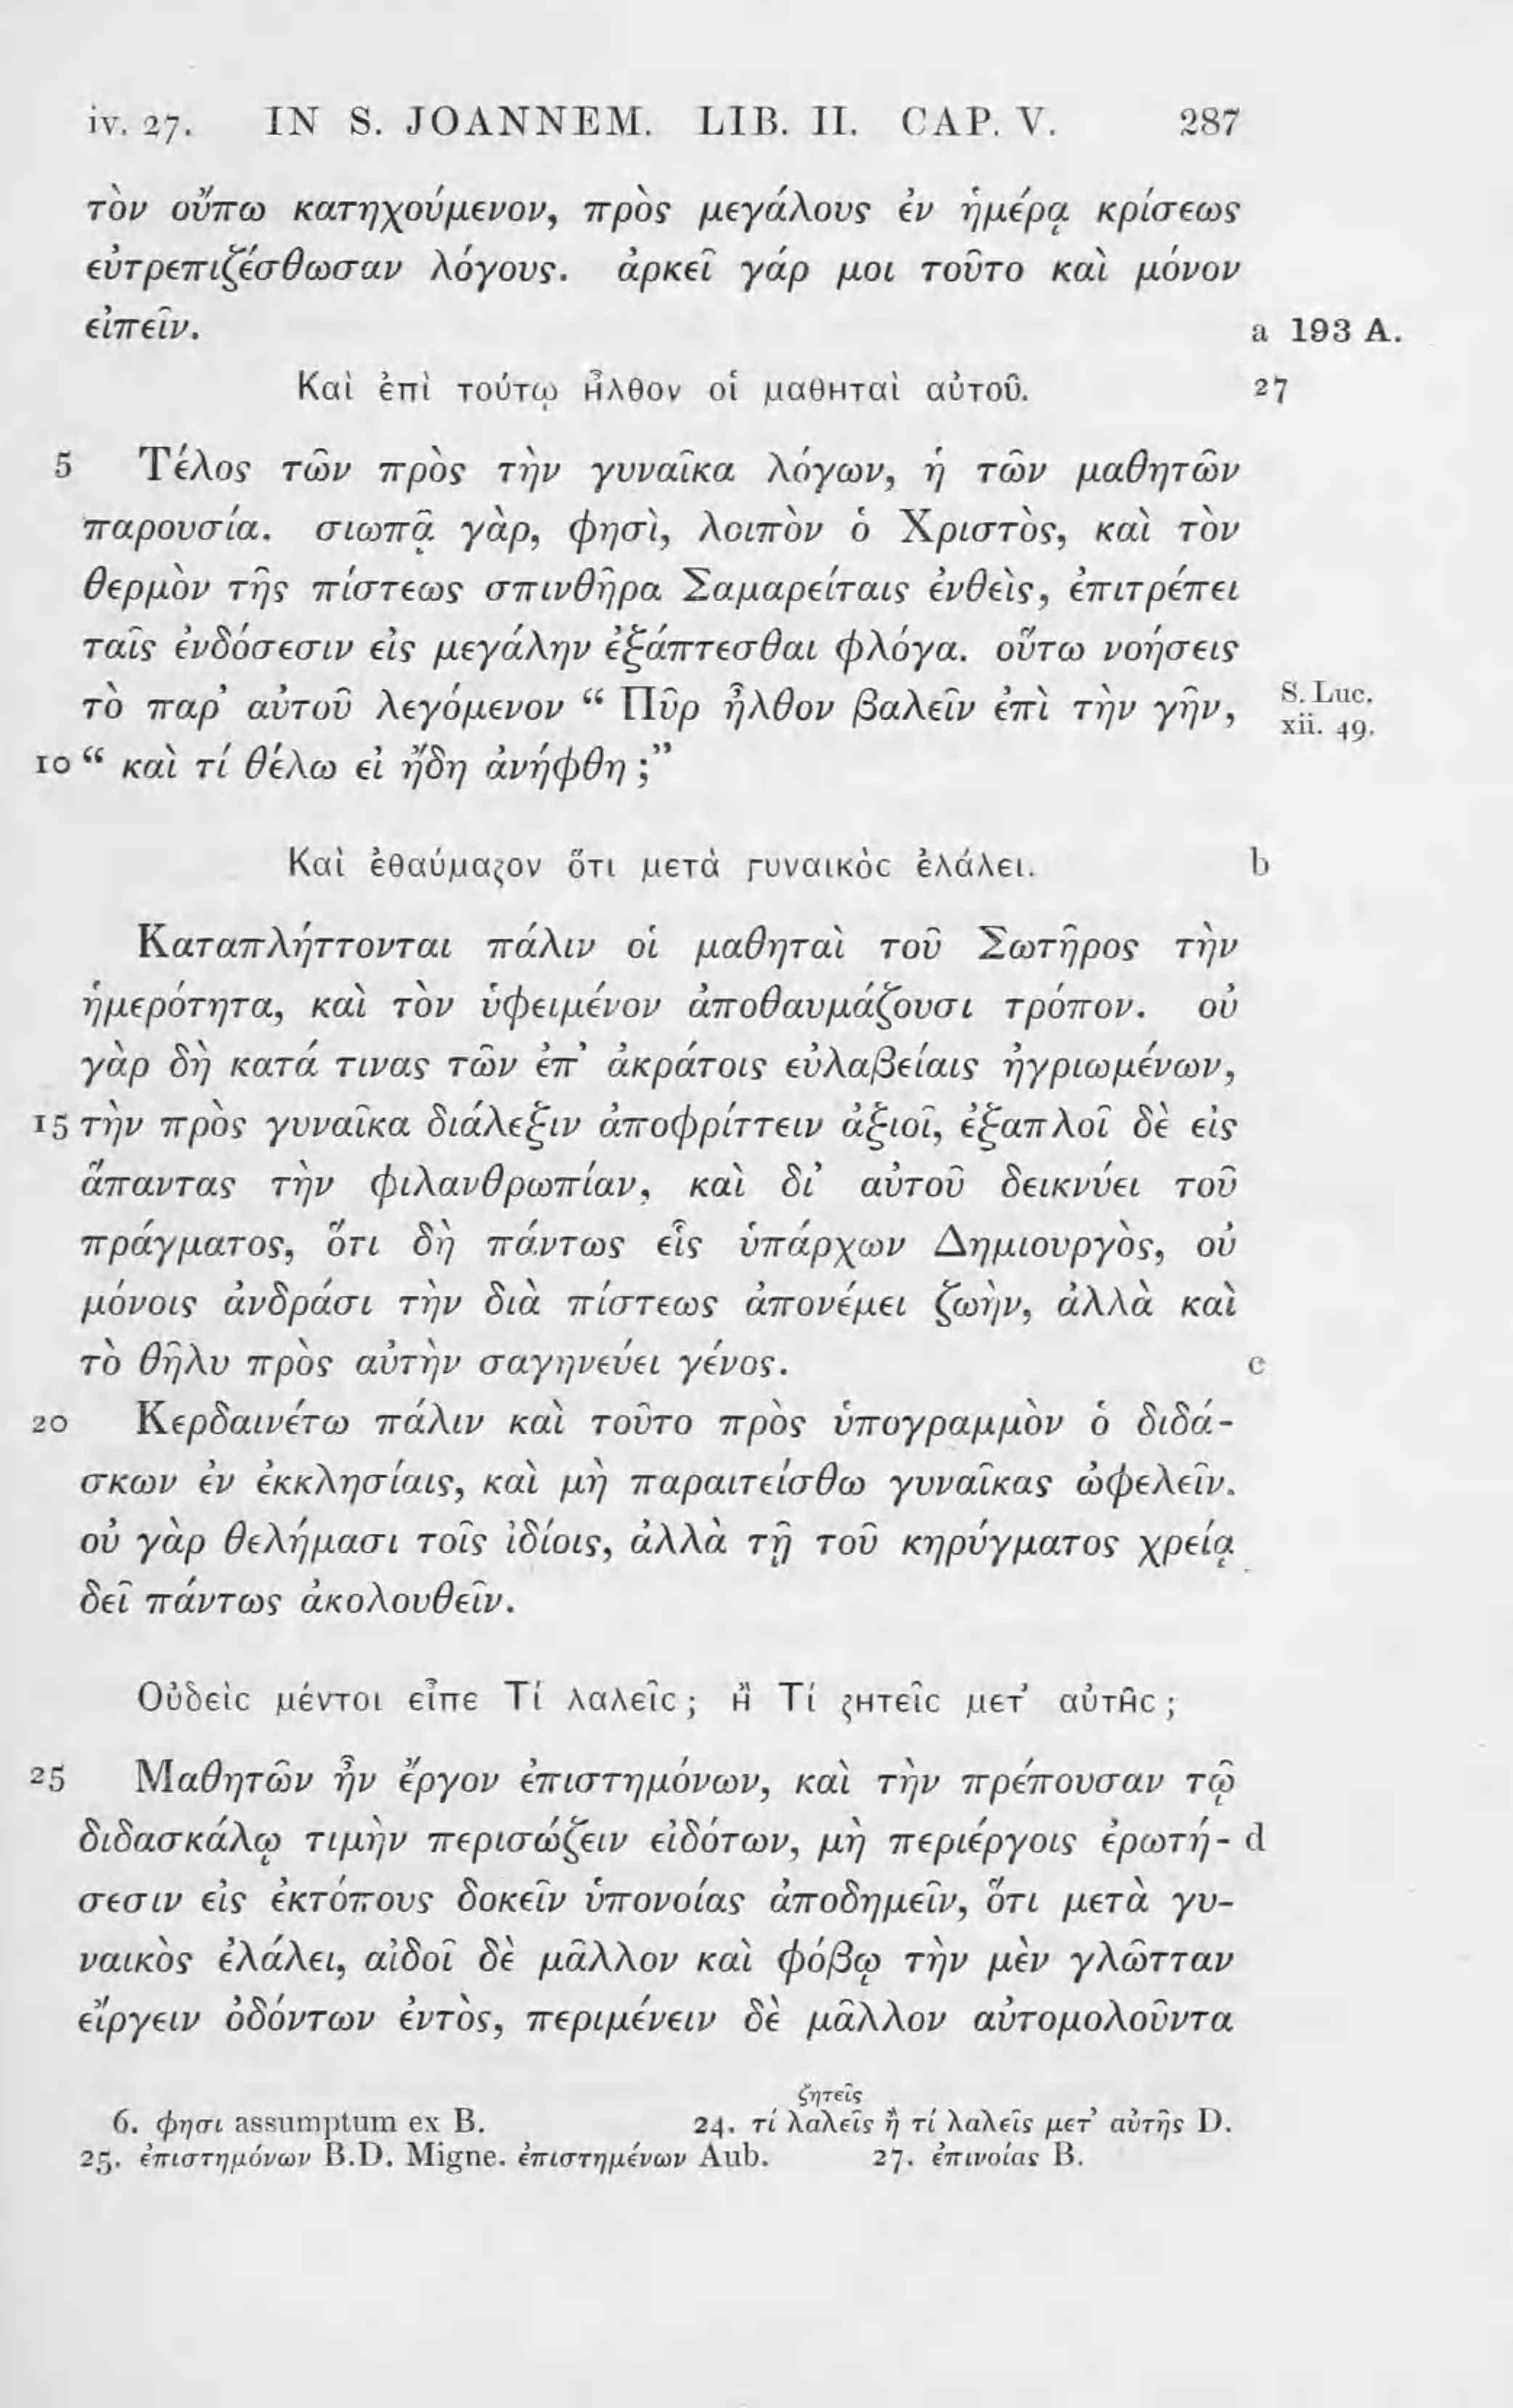 iv. 27. IN S. JOANNEM. LIB. II. CAP. V. 287
τὸν οὔπω κατηχούμενον, πρὸς μεγάλους ἐν ἡμέρᾳ κρίσεως
εὐτρεπιζέσθωσαν λόγους. ἀρκεῖ γάρ μοι τοῦτο καὶ μόνον
εἰπεῖν. a 193 A.
Καὶ ἐπὶ τούτῳ ἦλθον οἱ μαθηταὶ αὐτοῦ. 27
5 Τέλος τῶν πρὸς τὴν γυναῖκα λόγων, ἡ τῶν μαθητῶν
παρουσία. σιωπᾷ γὰρ, φησὶ, λοιπὸν ὁ Χριστὸς, καὶ τὸν
θερμὸν τῆς πίστεως σπινθῆρα Σαμαρείταις ἐνθεὶς, ἐπιτρέπει
ταῖς ἐνδόσεσιν εἰς μεγάλην ἐξάπτεσθαι φλόγα. οὕτω νοήσεις
τὸ παρ’ αὐτοῦ λεγόμενον “ Πῦρ ἦλθον βαλεῖν ἐπὶ τὴν γῆν, S. Luc. xii. 49.
10 “ καὶ τί θέλω εἰ ἤδη ἀνήφθη ;”
Καὶ ἐθαύμαζον ὅτι μετὰ γυναικὸς ἐλάλει. b
Καταπλήττονται πάλιν οἱ μαθηταὶ τοῦ Σωτῆρος τὴν
ἡμερότητα, καὶ τὸν ὑφειμένον ἀποθαυμάζουσι τρόπον. οὐ
γὰρ δὴ κατά τινας τῶν ἐπ’ ἀκράτοις εὐλαβείαις ἠγριωμένων,
15 τὴν πρὸς γυναῖκα διάλεξιν ἀποφρίττειν ἀξιοῖ, ἐξαπλοῖ δὲ εἰς
ἅπαντας τὴν φιλανθρωπίαν, καὶ δι’ αὐτοῦ δεικνύει τοῦ
πράγματος, ὅτι δὴ πάντως εἷς ὑπάρχων Δημιουργὸς, οὐ
μόνοις ἀνδράσι τὴν διὰ πίστεως ἀπονέμει ζωὴν, ἀλλὰ καὶ
τὸ θῆλυ πρὸς αὐτὴν σαγηνεύει γένος. c
20 Κερδαινέτω πάλιν καὶ τοῦτο πρὸς ὑπογραμμὸν ὁ διδά-
σκων ἐν ἐκκλησίαις, καὶ μὴ παραιτείσθω γυναῖκας ὠφελεῖν.
οὐ γὰρ θελήμασι τοῖς ἰδίοις, ἀλλὰ τῇ τοῦ κηρύγματος χρείᾳ
δεῖ πάντως ἀκολουθεῖν.
Οὐδεὶς μέντοι εἶπε Τί λαλεῖς ; ἢ Τί ζητεῖς μετ’ αὐτῆς ;
25 Μαθητῶν ἦν ἔργον ἐπιστημόνων, καὶ τὴν πρέπουσαν τῷ
διδασκάλῳ τιμὴν περισώζειν εἰδότων, μὴ περιέργοις ἐρωτή- d
σεσιν εἰς ἐκτόπους δοκεῖν ὑπονοίας ἀποδημεῖν, ὅτι μετὰ γυ-
ναικὸς ἐλάλει, αἰδοῖ δὲ μᾶλλον καὶ φόβῳ τὴν μὲν γλῶτταν
εἴργειν ὀδόντων ἐντὸς, περιμένειν δὲ μᾶλλον αὐτομολοῦντα
ζητεῖς
6. φησι assumptum ex B. 24. τί λαλεῖς ἢ τί λαλεῖς μετ’ αὐτῆς D.
25. ἐπιστημόνων B.D. Migne. ἐπιστημένων Aub. 27. ἐπινοίας B.